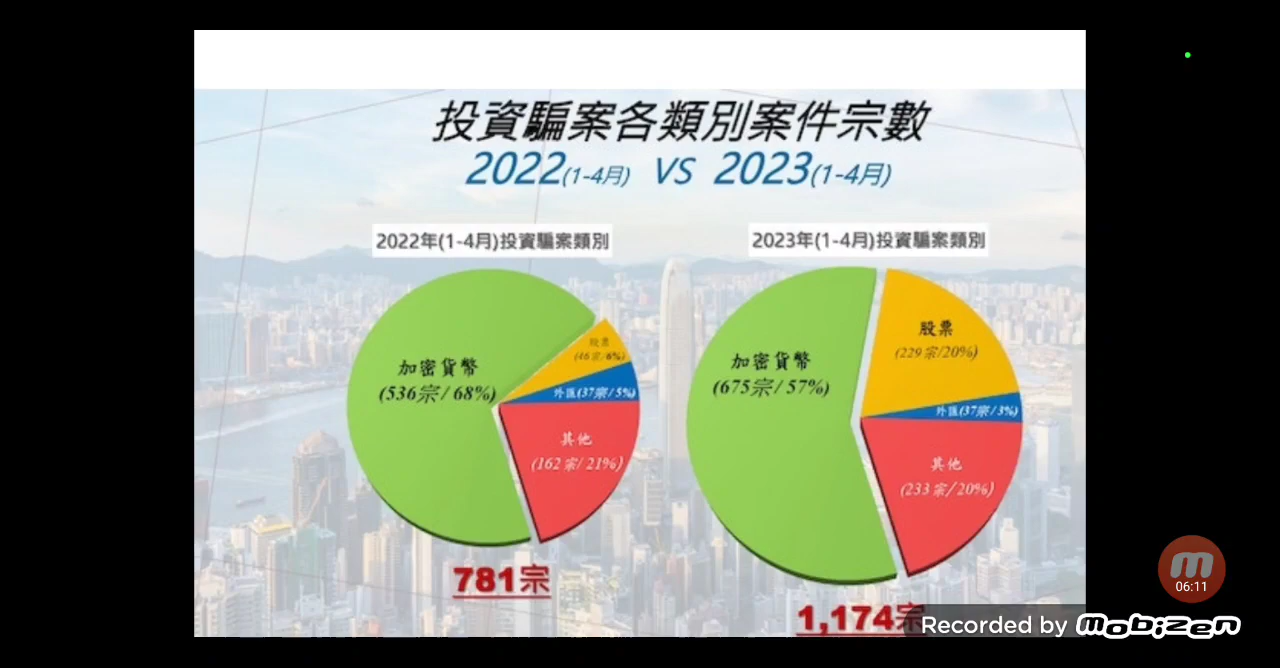 投資騙案各類別案件宗數
2022(1-4月) VS 2023(1-4月)
2022年(1-4月)投資騙案類別
2023年(1-4月)投資騙案類別
加密貨幣
(536宗/68%)
股票
(46宗/6%)
外匯(37宗/5%)
其他
(162宗/21%)
781宗
加密貨幣
(675宗/57%)
股票
(229宗/20%)
外匯(37宗/3%)
其他
(233宗/20%)
1,174宗
Recorded by mobizen
m
06:11